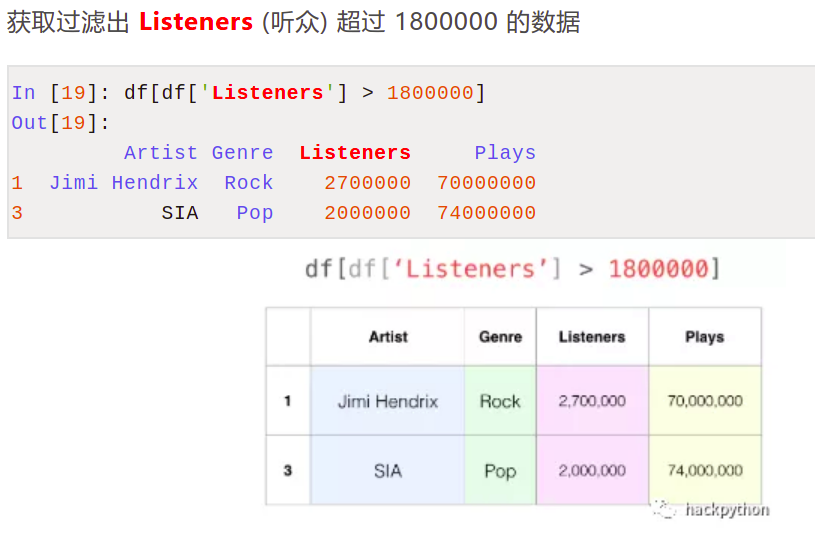 获取过滤出 Listeners (听众) 超过 1800000 的数据
In [19]: df[df['Listeners'] > 1800000]
Out[19]:
Artist Genre Listeners Plays
1 Jimi Hendrix Rock 2700000 70000000
3 SIA Pop 2000000 74000000
df[df[‘Listeners’] > 1800000]
Artist Genre Listeners Plays
1 Jimi Hendrix Rock 2,700,000 70,000,000
3 SIA Pop 2,000,000 74,000,000
hackpython